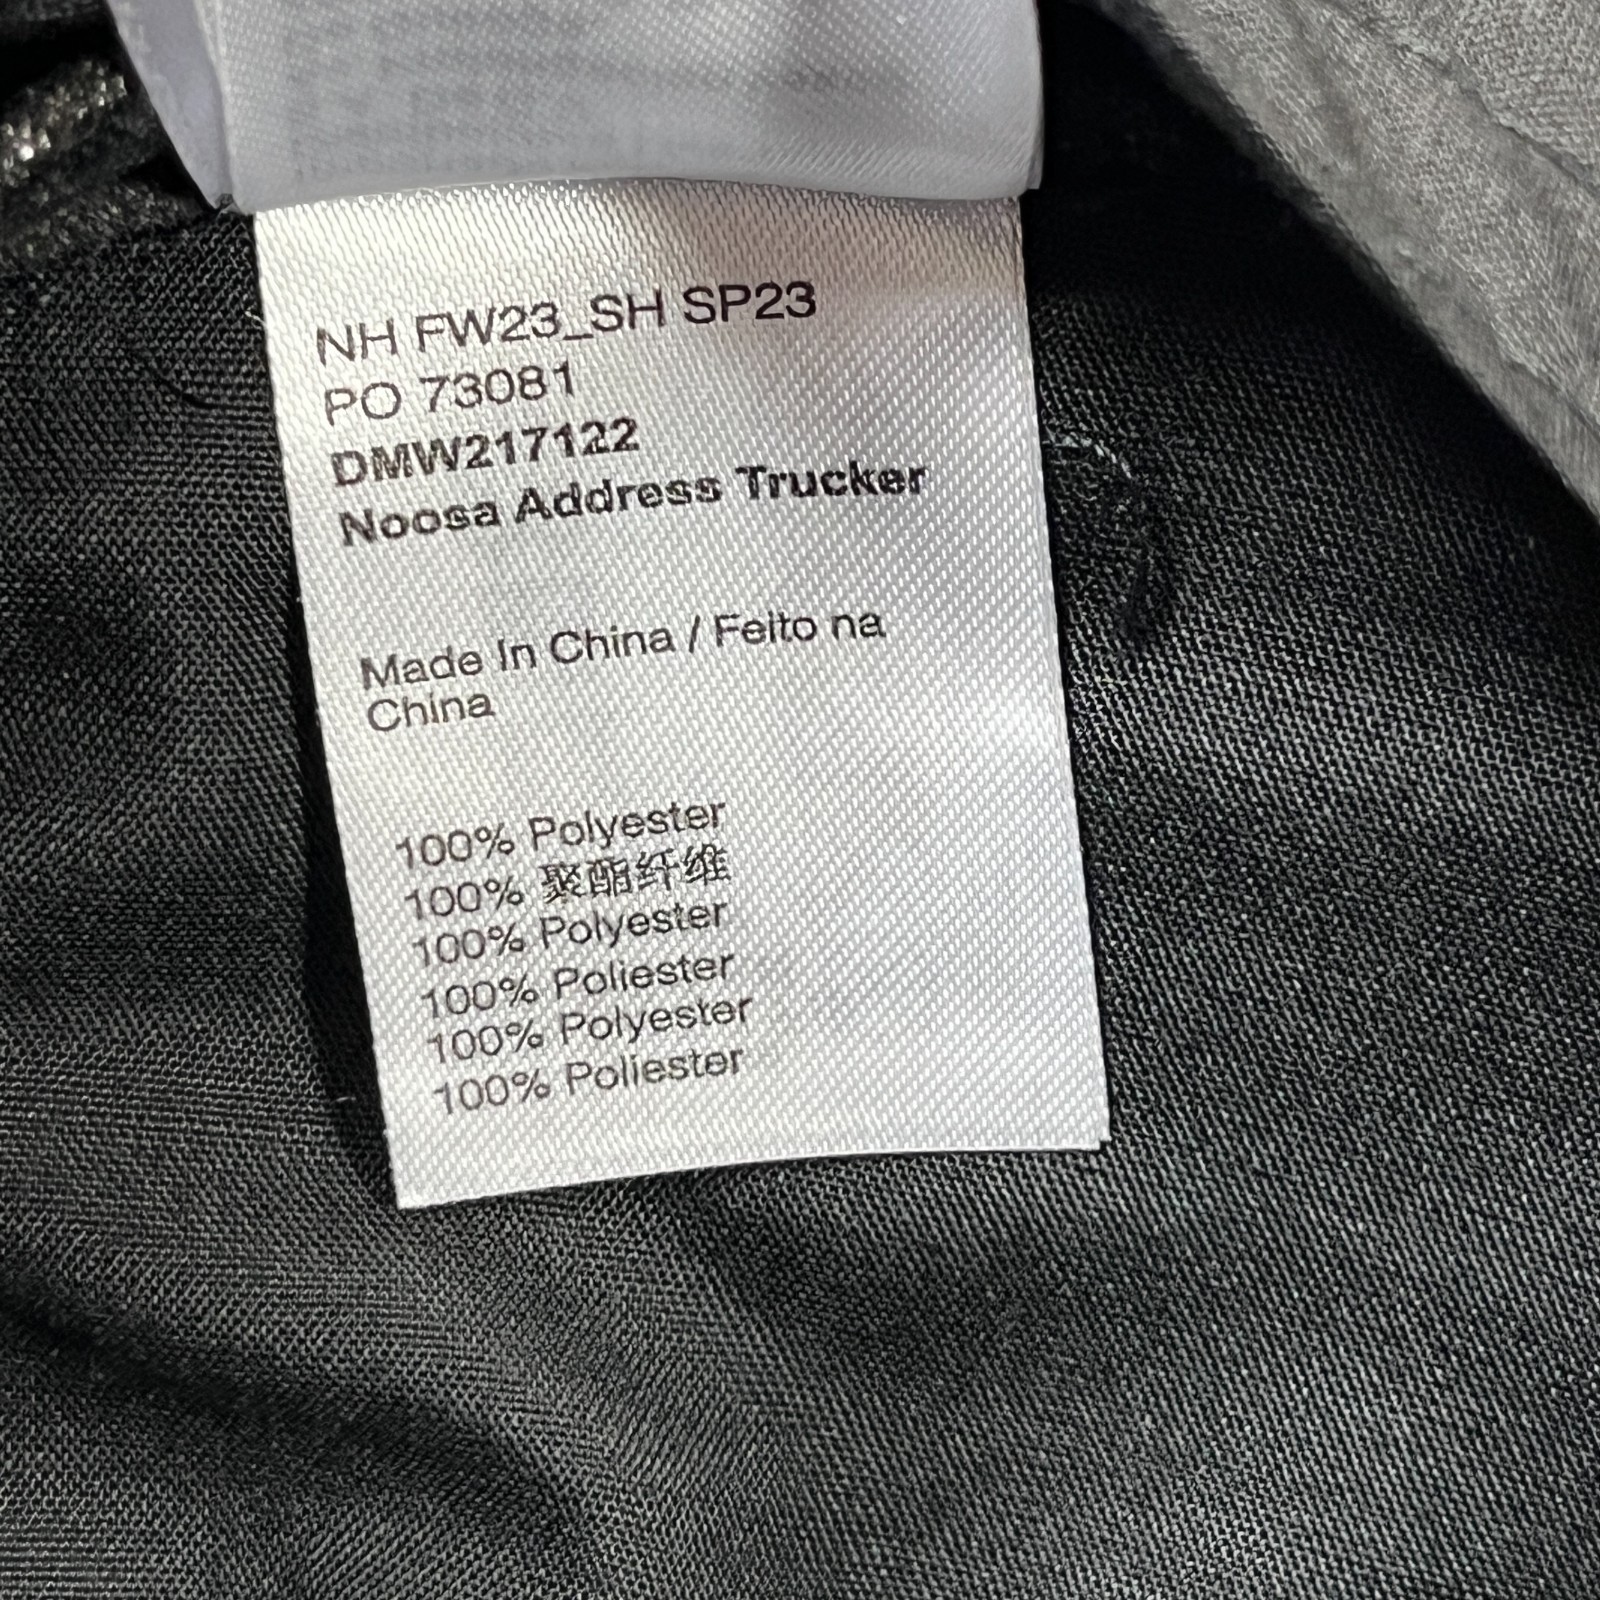 NH FW23_SH SP23
PO 73081
DMW217122
Noosa Address Trucker
Made In China / Feito na
China
100% Polyester
100% 聚酯纤维
100% Polyester
100% Poliester
100% Polyester
100% Poliester